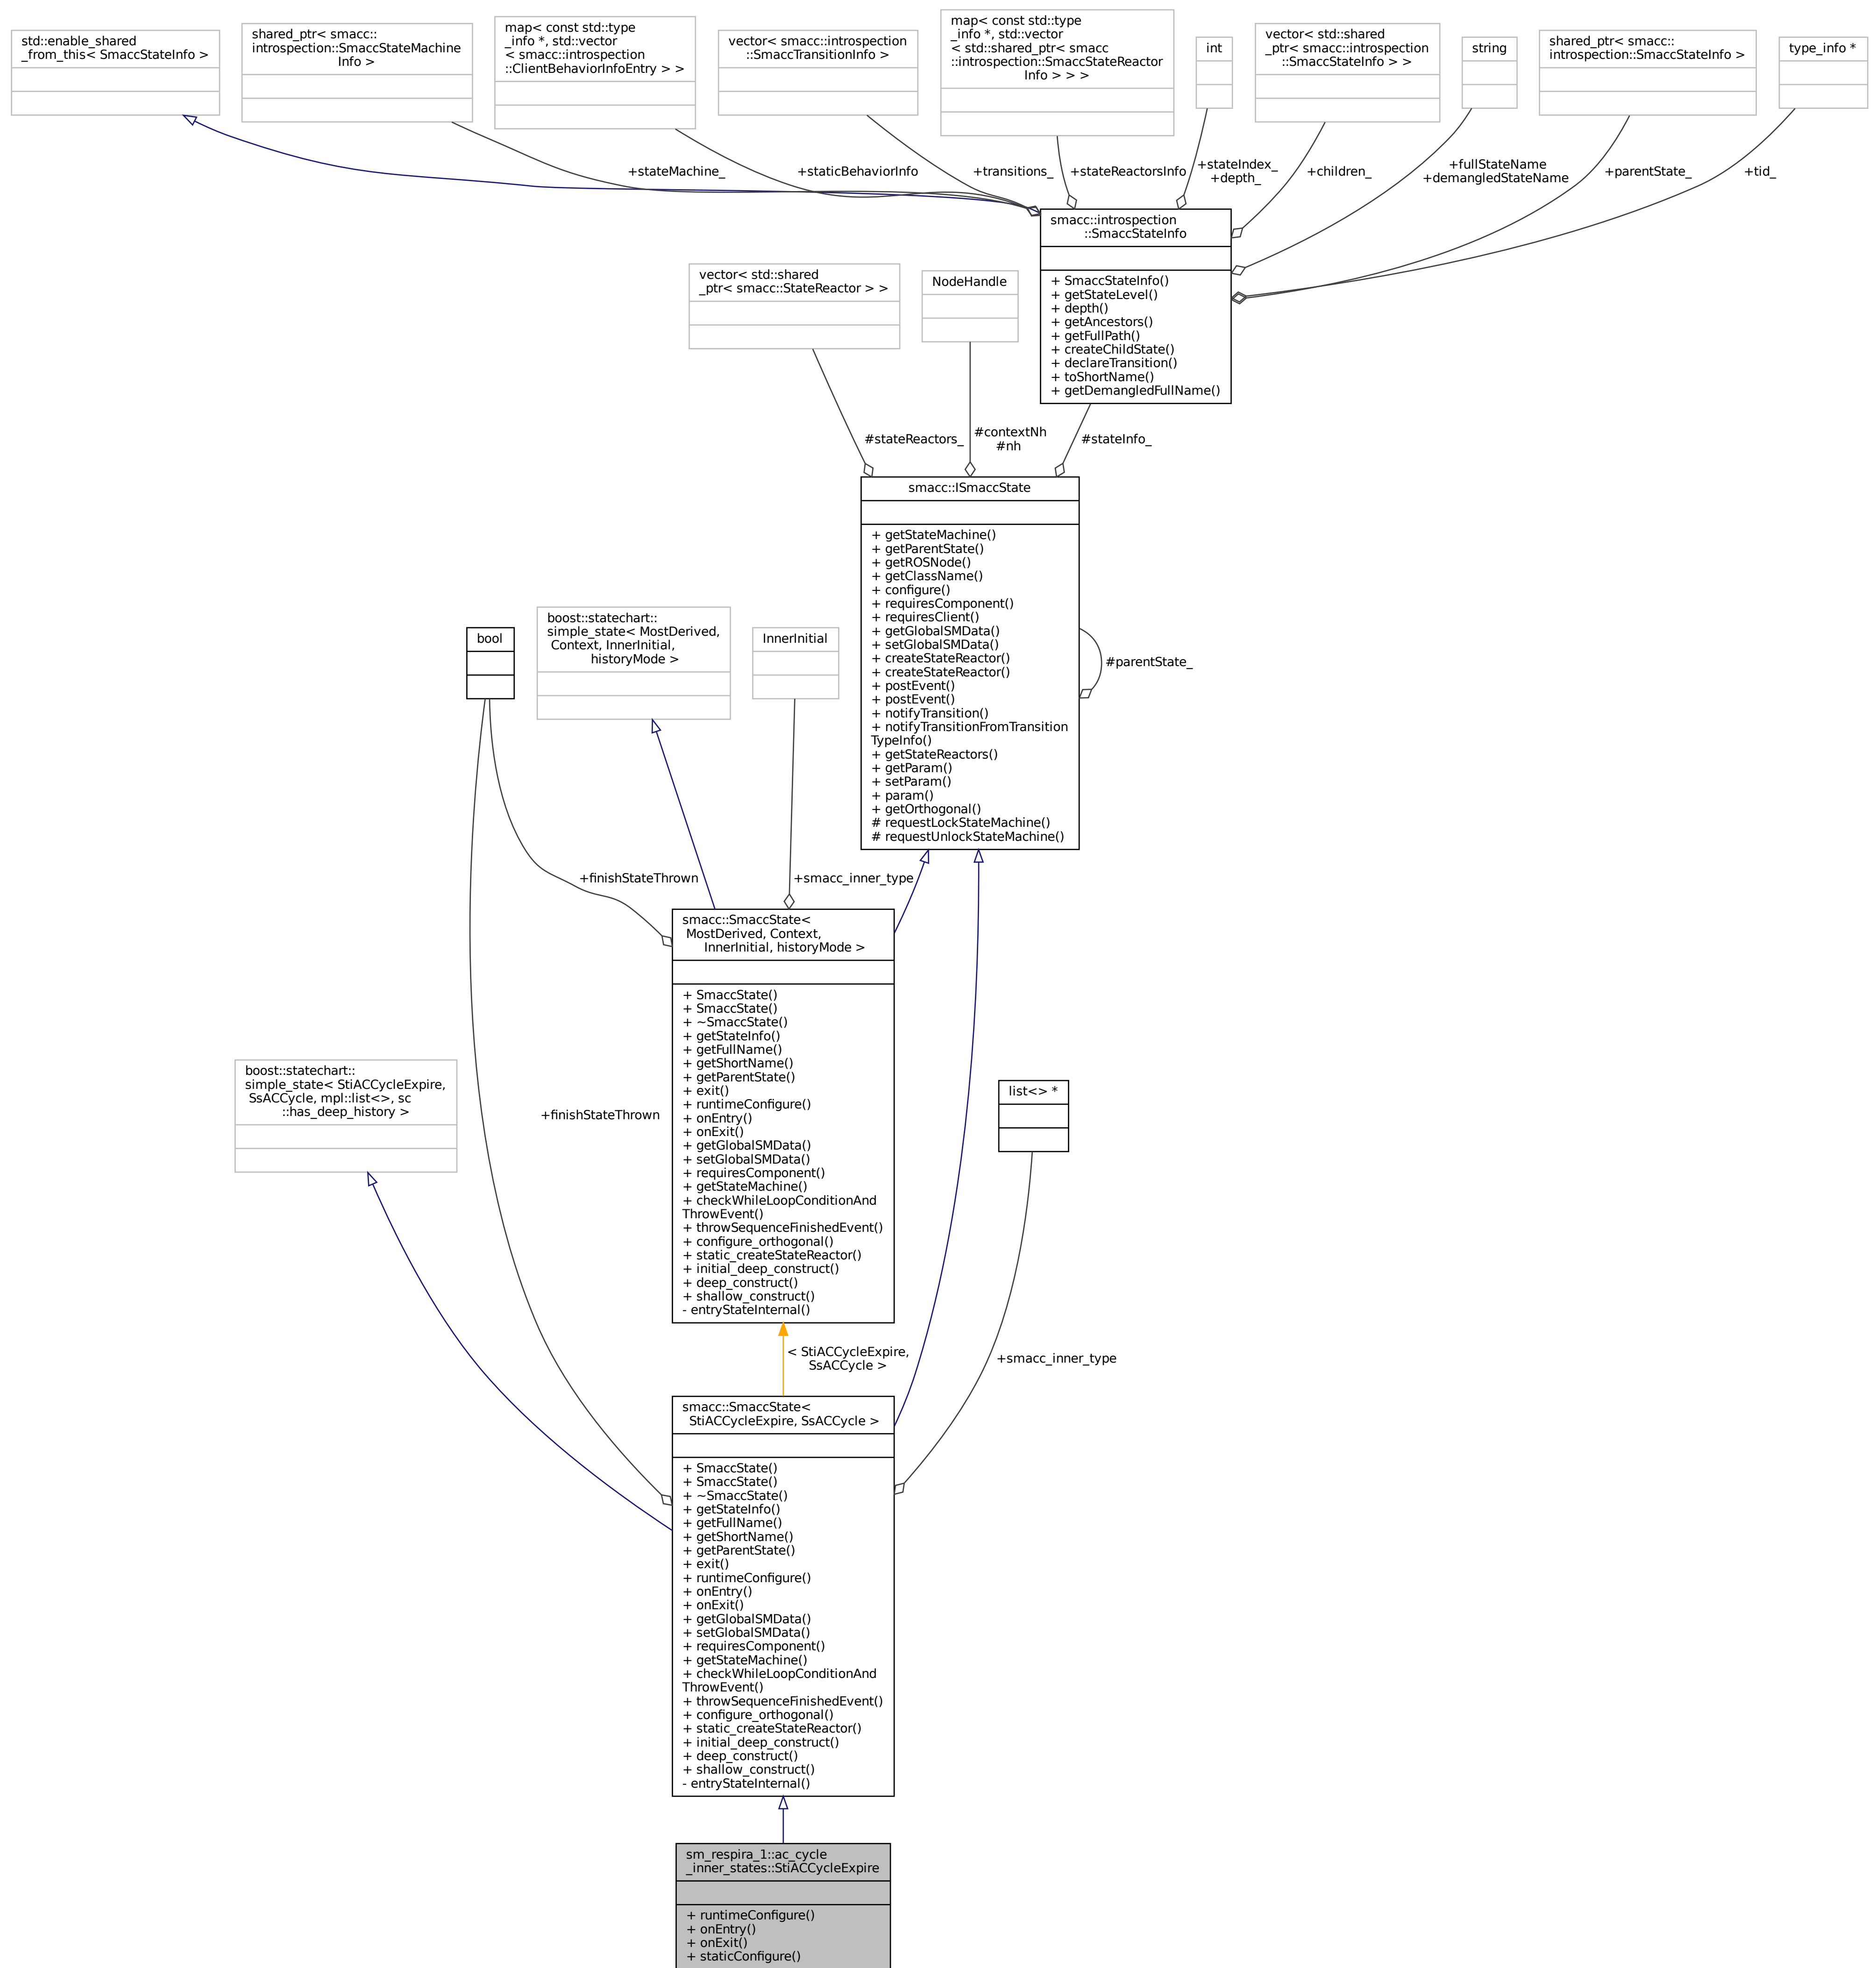 std::enable_shared
_from_this< SmaccStateInfo >
shared_ptr< smacc::
introspection::SmaccStateMachine
Info >
map< const std::type
_info *, std::vector
< smacc::introspection
::ClientBehaviorInfoEntry > >
vector< smacc::introspection
::SmaccTransitionInfo >
map< const std::type
_info *, std::vector
< std::shared_ptr< smacc
::introspection::SmaccStateReactor
Info > > >
int
vector< std::shared
_ptr< smacc::introspection
::SmaccStateInfo > >
string
shared_ptr< smacc::
introspection::SmaccStateInfo >
type_info *
+stateMachine_
+staticBehaviorInfo
+transitions_
+stateReactorsInfo
+stateIndex_
+depth_
+children_
+fullStateName
+demangledStateName
+parentState_
+tid_
smacc::introspection
::SmaccStateInfo
+ SmaccStateInfo()
+ getStateLevel()
+ depth()
+ getAncestors()
+ getFullPath()
+ createChildState()
+ declareTransition()
+ toShortName()
+ getDemangledFullName()
vector< std::shared
_ptr< smacc::StateReactor > >
NodeHandle
#stateReactors_
#contextNh
#nh
#stateInfo_
smacc::ISmaccState
+ getStateMachine()
+ getParentState()
+ getROSNode()
+ getClassName()
+ configure()
+ requiresComponent()
+ requiresClient()
+ getGlobalSMData()
+ setGlobalSMData()
+ createStateReactor()
+ createStateReactor()
+ postEvent()
+ postEvent()
+ notifyTransition()
+ notifyTransitionFromTransition
TypeInfo()
+ getStateReactors()
+ getParam()
+ setParam()
+ param()
+ getOrthogonal()
# requestLockStateMachine()
# requestUnlockStateMachine()
#parentState_
bool
boost::statechart::
simple_state< MostDerived,
Context, InnerInitial,
historyMode >
InnerInitial
+finishStateThrown
+smacc_inner_type
smacc::SmaccState<
MostDerived, Context,
InnerInitial, historyMode >
+ SmaccState()
+ SmaccState()
+ ~SmaccState()
+ getStateInfo()
+ getFullName()
+ getShortName()
+ getParentState()
+ exit()
+ runtimeConfigure()
+ onEntry()
+ onExit()
+ getGlobalSMData()
+ setGlobalSMData()
+ requiresComponent()
+ getStateMachine()
+ checkWhileLoopConditionAnd
ThrowEvent()
+ throwSequenceFinishedEvent()
+ configure_orthogonal()
+ static_createStateReactor()
+ initial_deep_construct()
+ deep_construct()
+ shallow_construct()
- entryStateInternal()
boost::statechart::
simple_state< StiACCycleExpire,
SsACCycle, mpl::list<>, sc
::has_deep_history >
+finishStateThrown
list<> *
< StiACCycleExpire,
SsACCycle >
+smacc_inner_type
smacc::SmaccState<
StiACCycleExpire, SsACCycle >
+ SmaccState()
+ SmaccState()
+ ~SmaccState()
+ getStateInfo()
+ getFullName()
+ getShortName()
+ getParentState()
+ exit()
+ runtimeConfigure()
+ onEntry()
+ onExit()
+ getGlobalSMData()
+ setGlobalSMData()
+ requiresComponent()
+ getStateMachine()
+ checkWhileLoopConditionAnd
ThrowEvent()
+ throwSequenceFinishedEvent()
+ configure_orthogonal()
+ static_createStateReactor()
+ initial_deep_construct()
+ deep_construct()
+ shallow_construct()
- entryStateInternal()
sm_respira_1::ac_cycle
_inner_states::StiACCycleExpire
+ runtimeConfigure()
+ onEntry()
+ onExit()
+ staticConfigure()